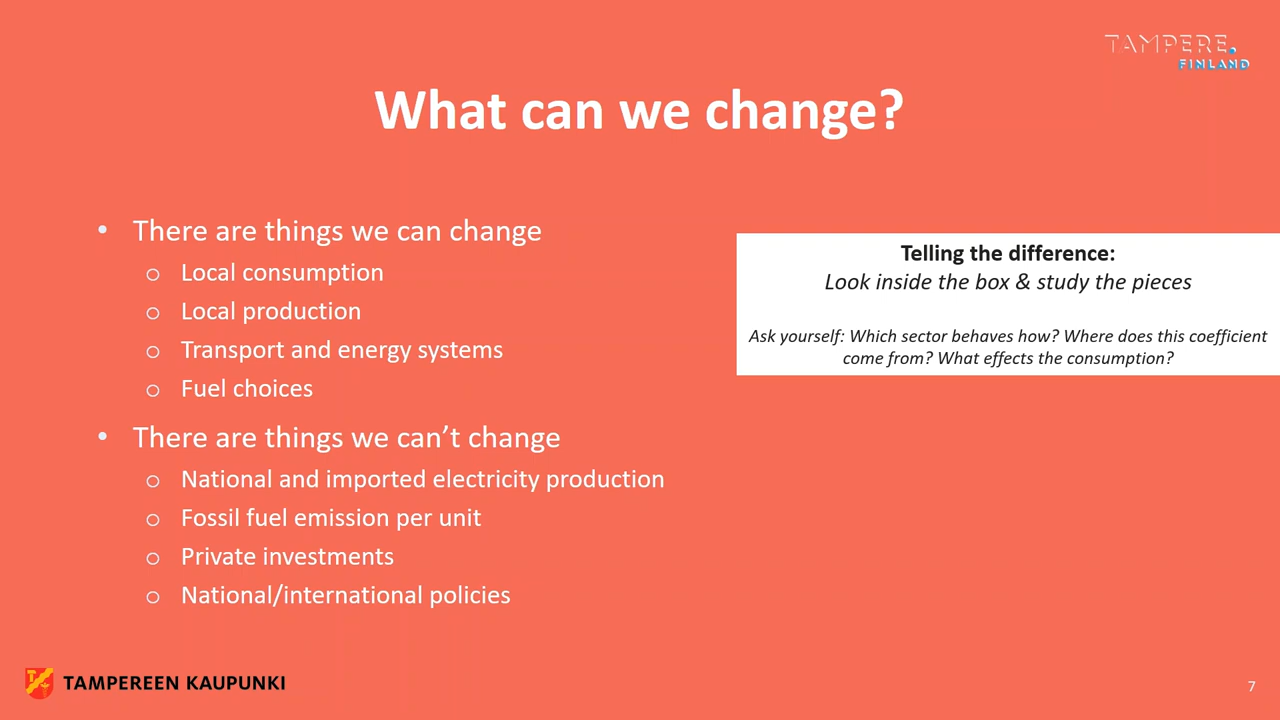 TAMPERE.
FINLAND
What can we change?
• There are things we can change
o Local consumption
o Local production
o Transport and energy systems
o Fuel choices
• There are things we can’t change
o National and imported electricity production
o Fossil fuel emission per unit
o Private investments
o National/international policies
Telling the difference:
Look inside the box & study the pieces
Ask yourself: Which sector behaves how? Where does this coefficient
come from? What effects the consumption?
TAMPEREEN KAUPUNKI
7